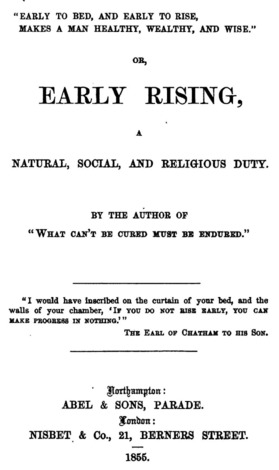 "EARLY TO BED, AND EARLY TO RISE,
MAKES A MAN HEALTHY, WEALTHY, AND WISE."
OR,
EARLY RISING,
A
NATURAL, SOCIAL, AND RELIGIOUS DUTY.
BY THE AUTHOR OF
"WHAT CAN'T BE CURED MUST BE ENDURED."
"I would have inscribed on the curtain of your bed, and the
walls of your chamber, 'IF YOU DO NOT RISE EARLY, YOU CAN
MAKE PROGRESS IN NOTHING.'"
THE EARL OF CHATHAM TO HIS SON.
Northampton:
ABEL & SONS, PARADE.
London:
NISBET & Co., 21, BERNERS STREET.
1855.